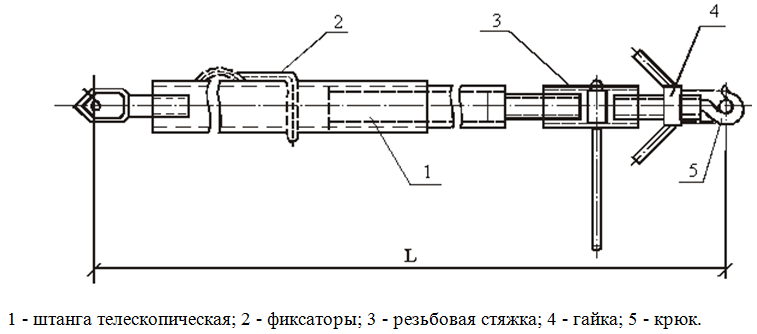 2
3
4
1
5
L
1 - штанга телескопическая; 2 - фиксаторы; 3 - резьбовая стяжка; 4 - гайка; 5 - крюк.